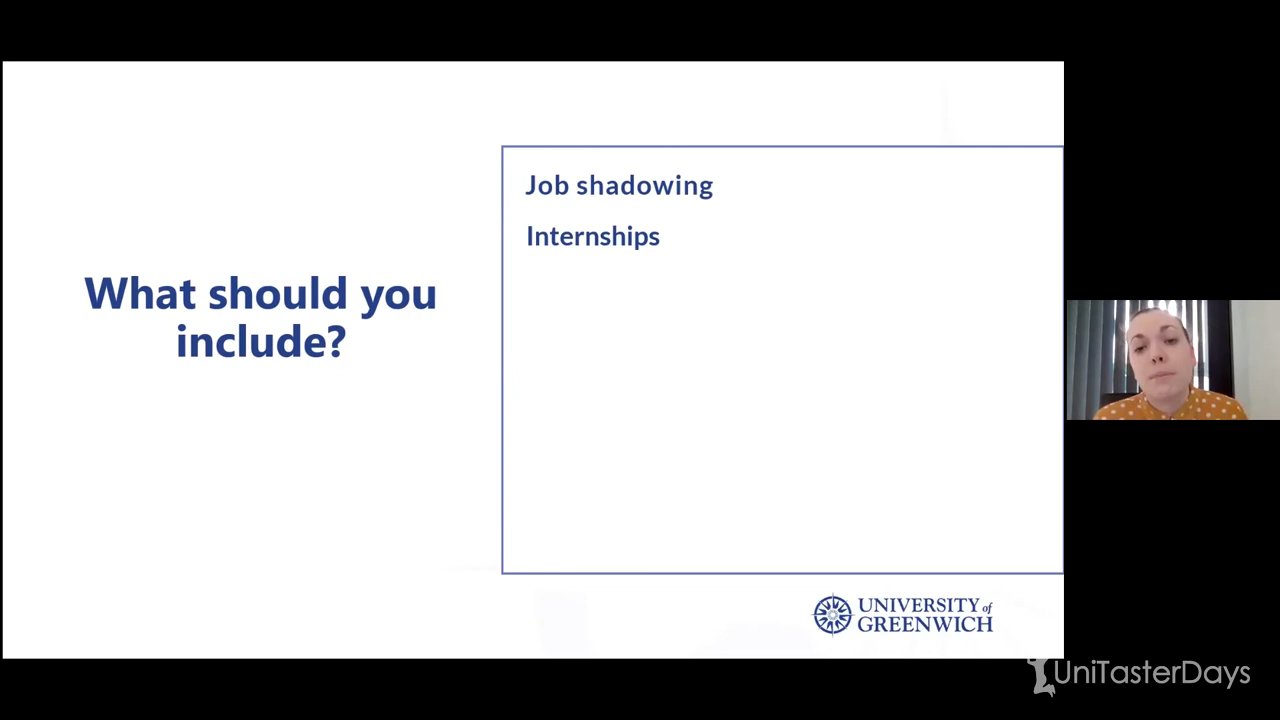 What should you
include?
Job shadowing
Internships
UNIVERSITY of
GREENWICH
UniTasterDays